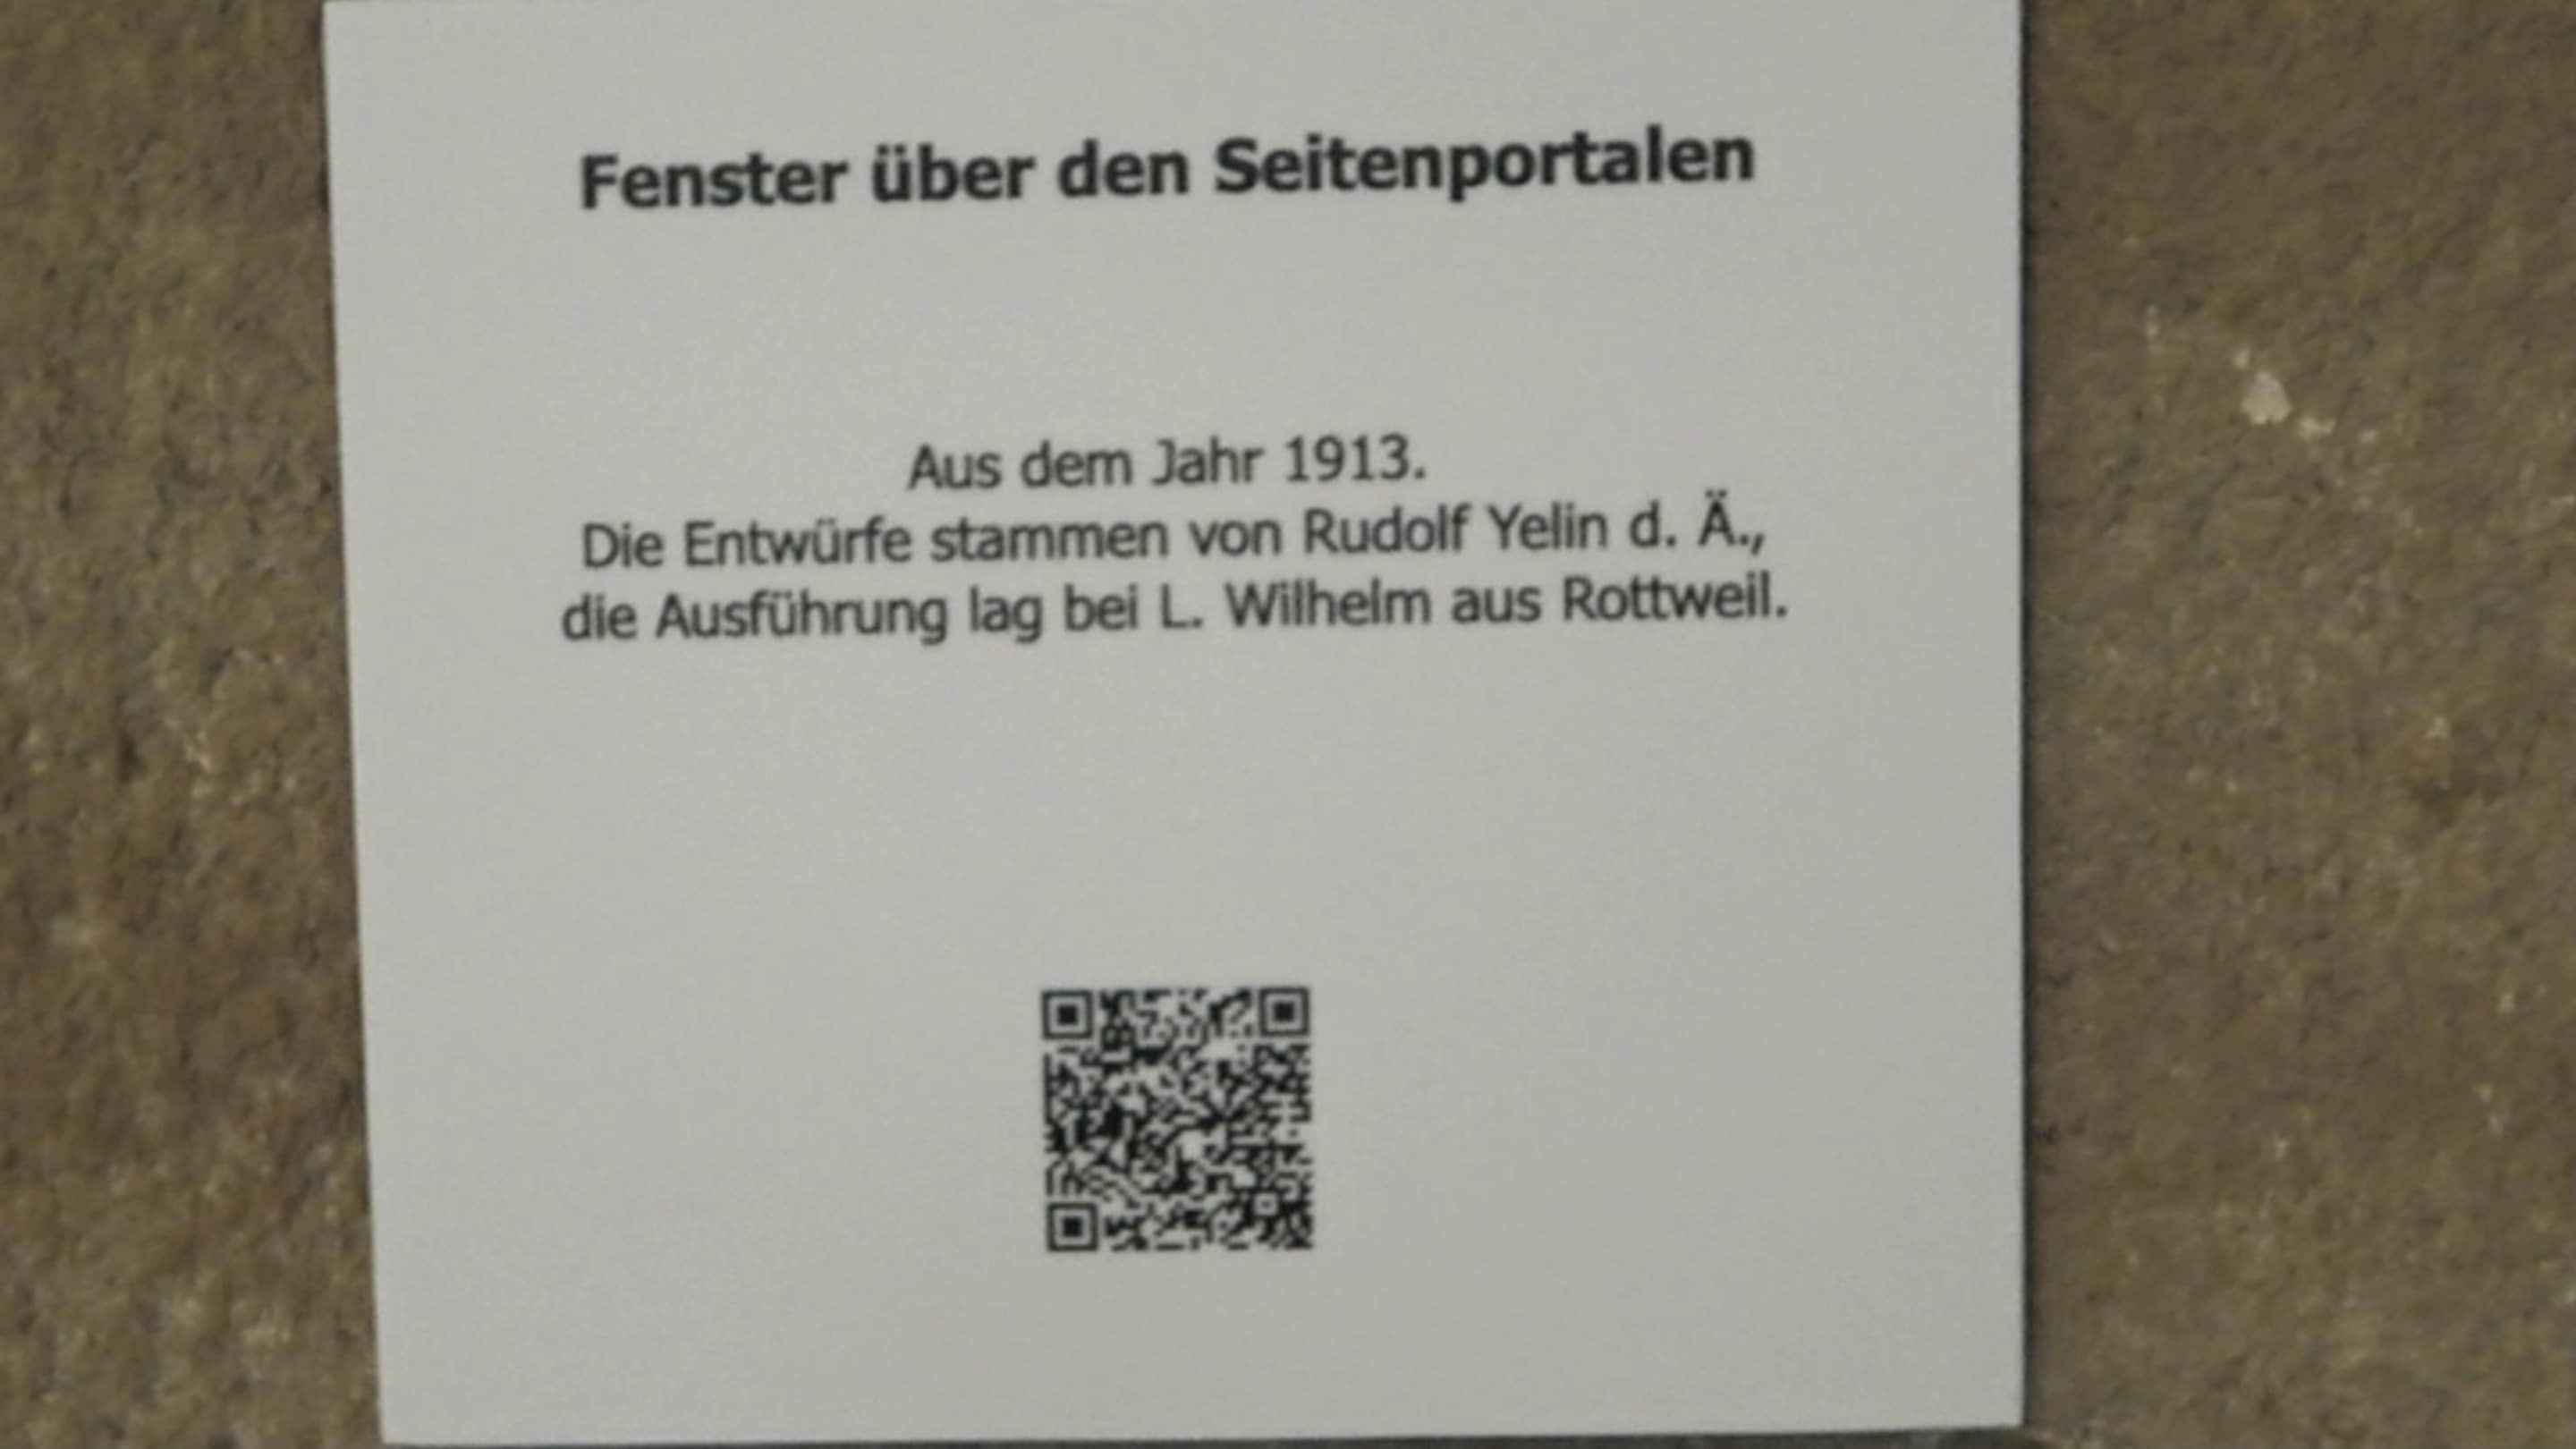 Fenster über den Seitenportalen
Aus dem Jahr 1913.
Die Entwürfe stammen von Rudolf Yelin d. Ä.,
die Ausführung lag bei L. Wilhelm aus Rottweil.